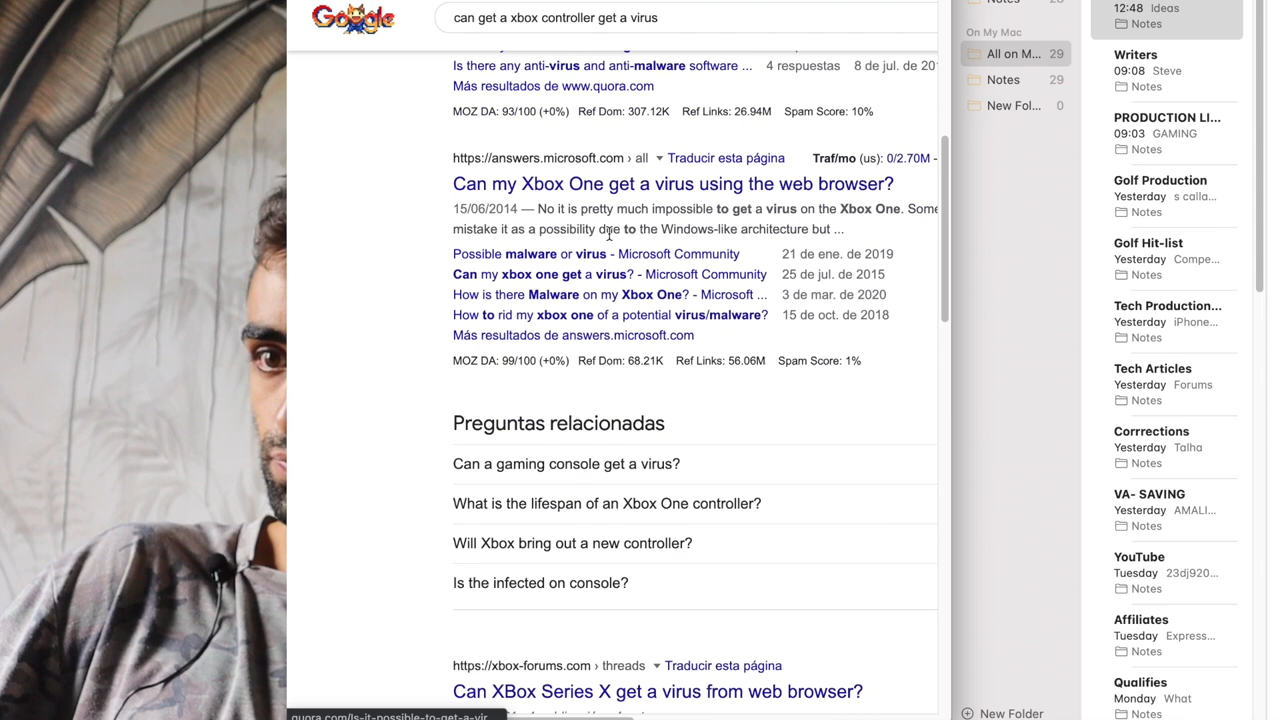 Google
can get a xbox controller get a virus
Is there any anti-virus and anti-malware software ... 4 respuestas 8 de jul. de 20
Más resultados de www.quora.com
MOZ DA: 93/100 (+0%) Ref Dom: 307.12K Ref Links: 26.94M Spam Score: 10%
https://answers.microsoft.com › all Traducir esta página Traf/mo (us): 0/2.70M -
Can my Xbox One get a virus using the web browser?
15/06/2014 — No it is pretty much impossible to get a virus on the Xbox One. Some
mistake it as a possibility due to the Windows-like architecture but ...
Possible malware or virus - Microsoft Community 21 de ene. de 2019
Can my xbox one get a virus? - Microsoft Community 25 de jul. de 2015
How is there Malware on my Xbox One? - Microsoft ... 3 de mar. de 2020
How to rid my xbox one of a potential virus/malware? 15 de oct. de 2018
Más resultados de answers.microsoft.com
MOZ DA: 99/100 (+0%) Ref Dom: 68.21K Ref Links: 56.06M Spam Score: 1%
Preguntas relacionadas
Can a gaming console get a virus?
What is the lifespan of an Xbox One controller?
Will Xbox bring out a new controller?
Is the infected on console?
https://xbox-forums.com › threads Traducir esta página
Can XBox Series X get a virus from web browser?
quora.com/Is-it-possible-to-get-a-vir...
Notes
On My Mac
All on M... 29
Notes 29
New Fol... 0
New Folder
12:48 Ideas
Notes
Writers
09:08 Steve
Notes
PRODUCTION LI...
09:03 GAMING
Notes
Golf Production
Yesterday s calla...
Notes
Golf Hit-list
Yesterday Compe...
Notes
Tech Production...
Yesterday iPhone...
Notes
Tech Articles
Yesterday Forums
Notes
Corrrections
Yesterday Talha
Notes
VA- SAVING
Yesterday AMALI...
Notes
YouTube
Tuesday 23dj920...
Notes
Affiliates
Tuesday Express...
Notes
Qualifies
Monday What
Notes